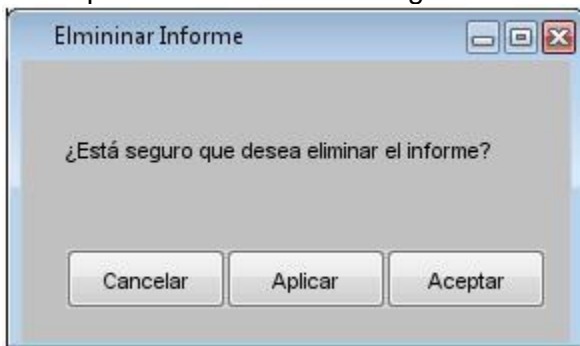 Elmininar Informe
¿Está seguro que desea eliminar el informe?
Cancelar Aplicar Aceptar